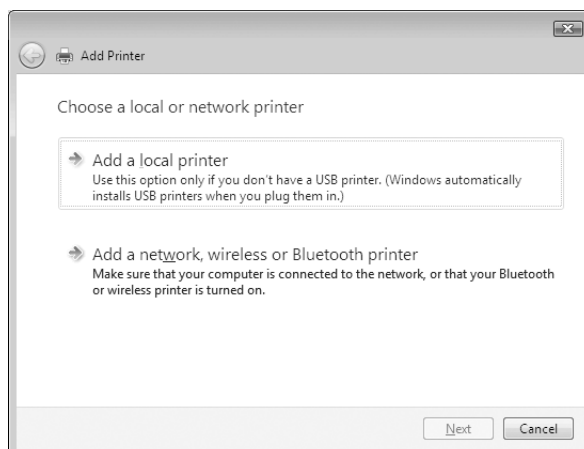 Add Printer
Choose a local or network printer
Add a local printer
Use this option only if you don't have a USB printer. (Windows automatically
installs USB printers when you plug them in.)
Add a network, wireless or Bluetooth printer
Make sure that your computer is connected to the network, or that your Bluetooth
or wireless printer is turned on.
Next Cancel